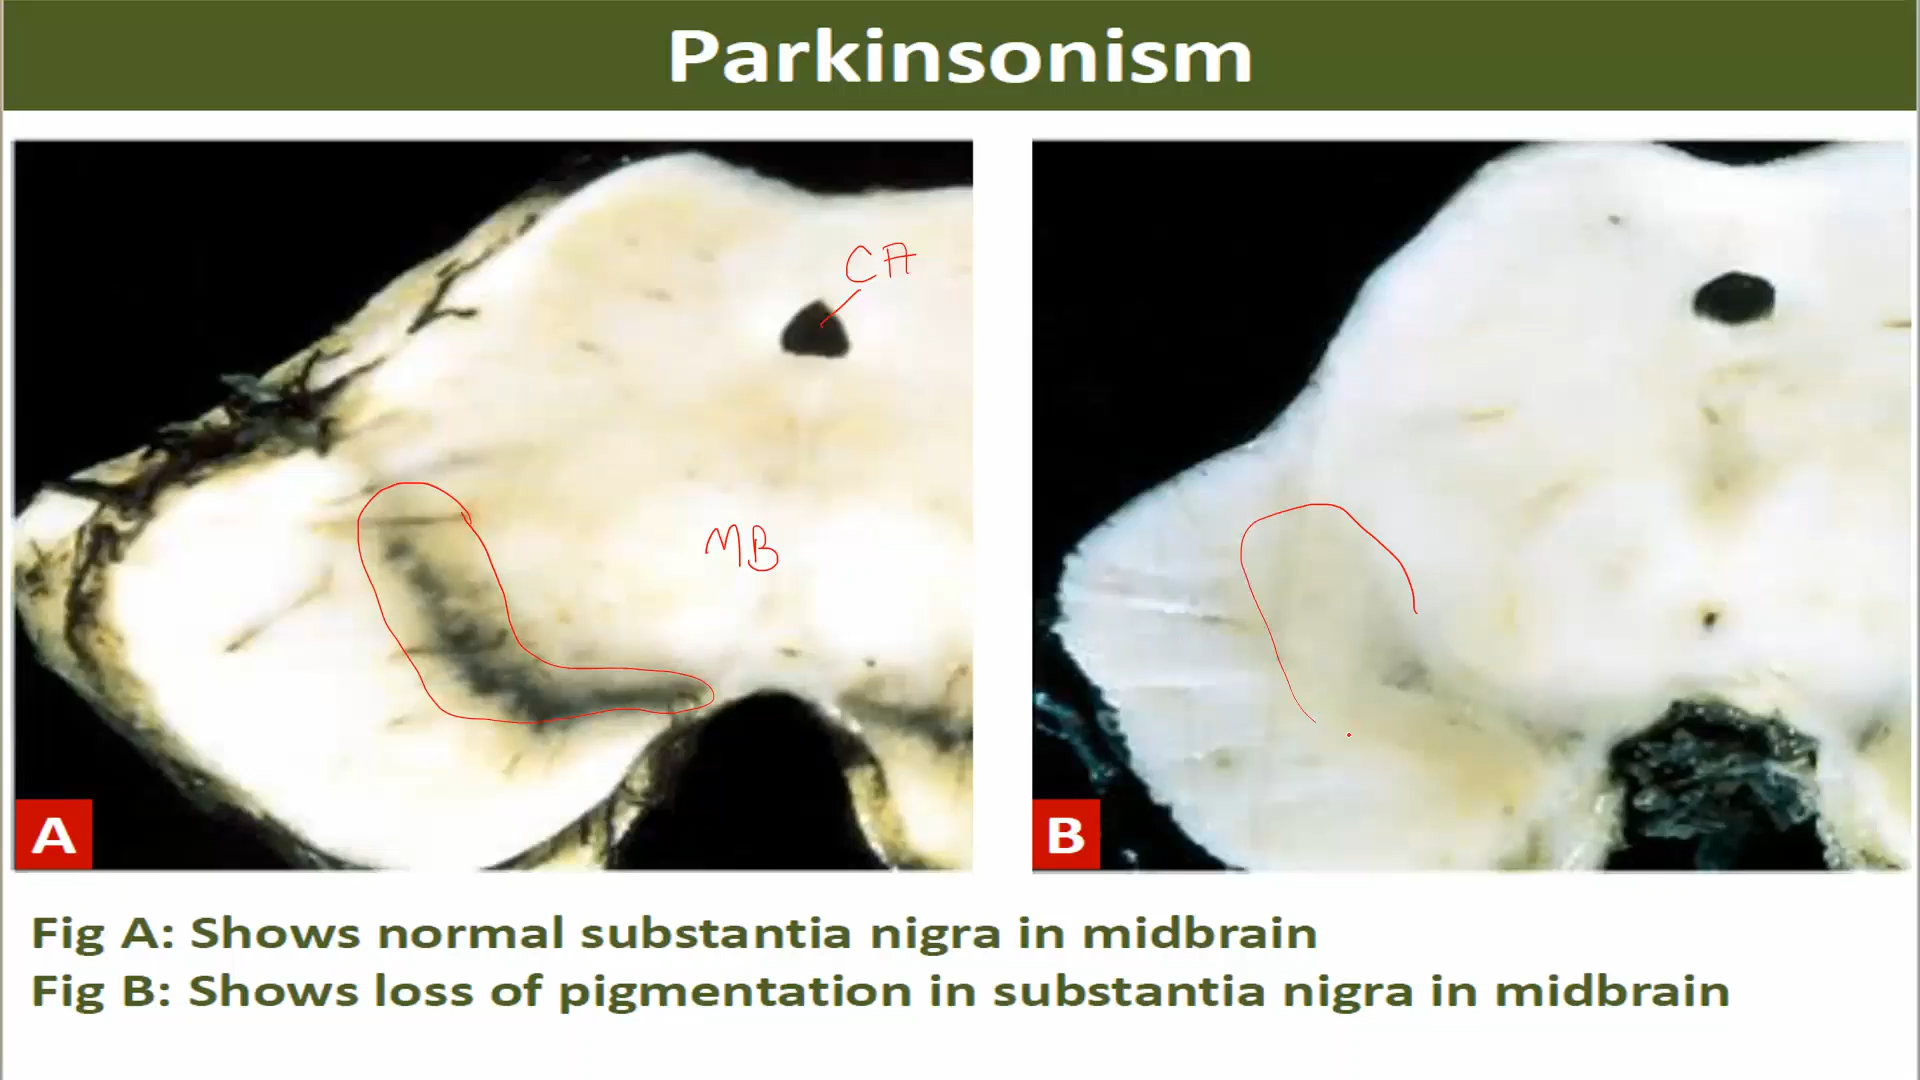 Parkinsonism
CA
MB
A
B
Fig A: Shows normal substantia nigra in midbrain
Fig B: Shows loss of pigmentation in substantia nigra in midbrain